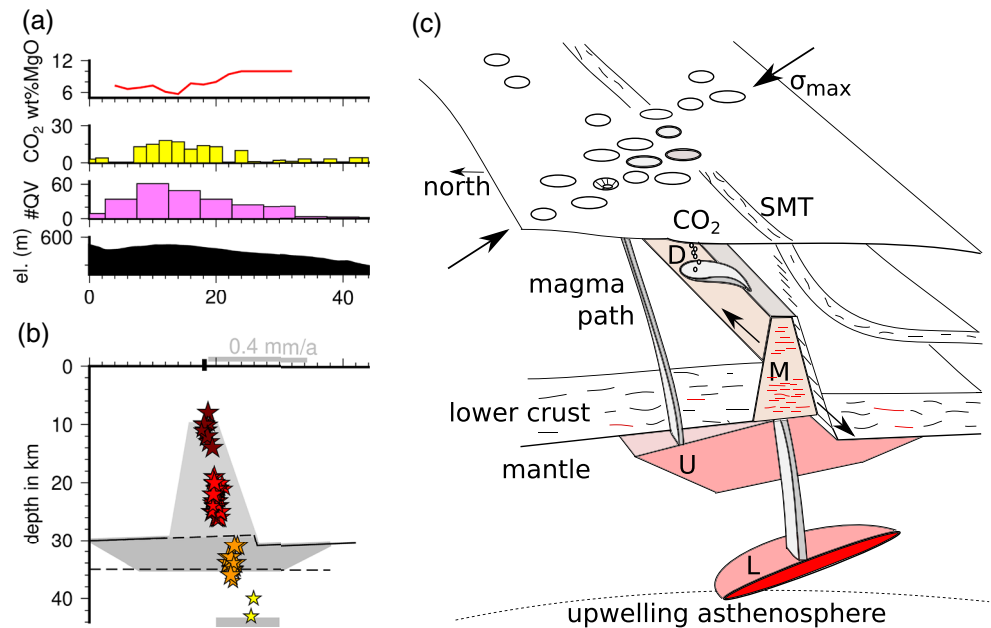 (a)
wt%MgO
12
6
CO2
30
0
#QV
60
0
el. (m)
600
0 20 40
(b)
0.4 mm/a
depth in km
0
10
20
30
40
(c)
σmax
north
SMT
CO2
D
magma
path
M
lower crust
mantle
U
L
upwelling asthenosphere